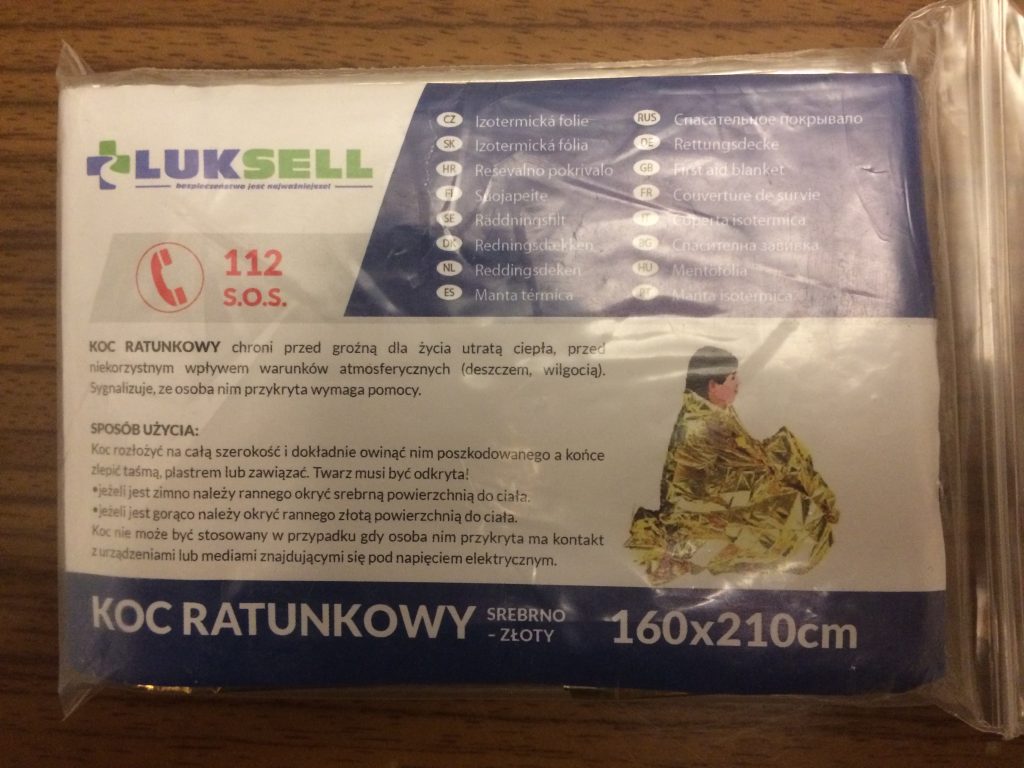 LUKSELL
bezpieczeństwo jest najważniejsze!
112
S.O.S.
CZ Izotermická folie
SK Izotermická fólia
HR Reševalno pokrivalo
FI Suojapeite
SE Räddningsfilt
DK Redningsdækken
NL Reddingsdeken
ES Manta térmica
RUS Спасательное покрывало
DE Rettungsdecke
GB First aid blanket
FR Couverture de survie
IT Coperta isotermica
BG Спасителна завивка
HU Mentőfólia
PT Manta isotermica
KOC RATUNKOWY chroni przed groźną dla życia utratą ciepła, przed
niekorzystnym wpływem warunków atmosferycznych (deszczem, wilgocią).
Sygnalizuje, ze osoba nim przykryta wymaga pomocy.
SPOSÓB UŻYCIA:
Koc rozłożyć na całą szerokość i dokładnie owinąć nim poszkodowanego a końce
zlepić taśmą, plastrem lub zawiązać. Twarz musi być odkryta!
•jeżeli jest zimno należy rannego okryć srebrną powierzchnią do ciała.
•jeżeli jest gorąco należy okryć rannego złotą powierzchnią do ciała.
Koc nie może być stosowany w przypadku gdy osoba nim przykryta ma kontakt
z urządzeniami lub mediami znajdującymi się pod napięciem elektrycznym.
KOC RATUNKOWY SREBRNO
- ZŁOTY
160x210cm